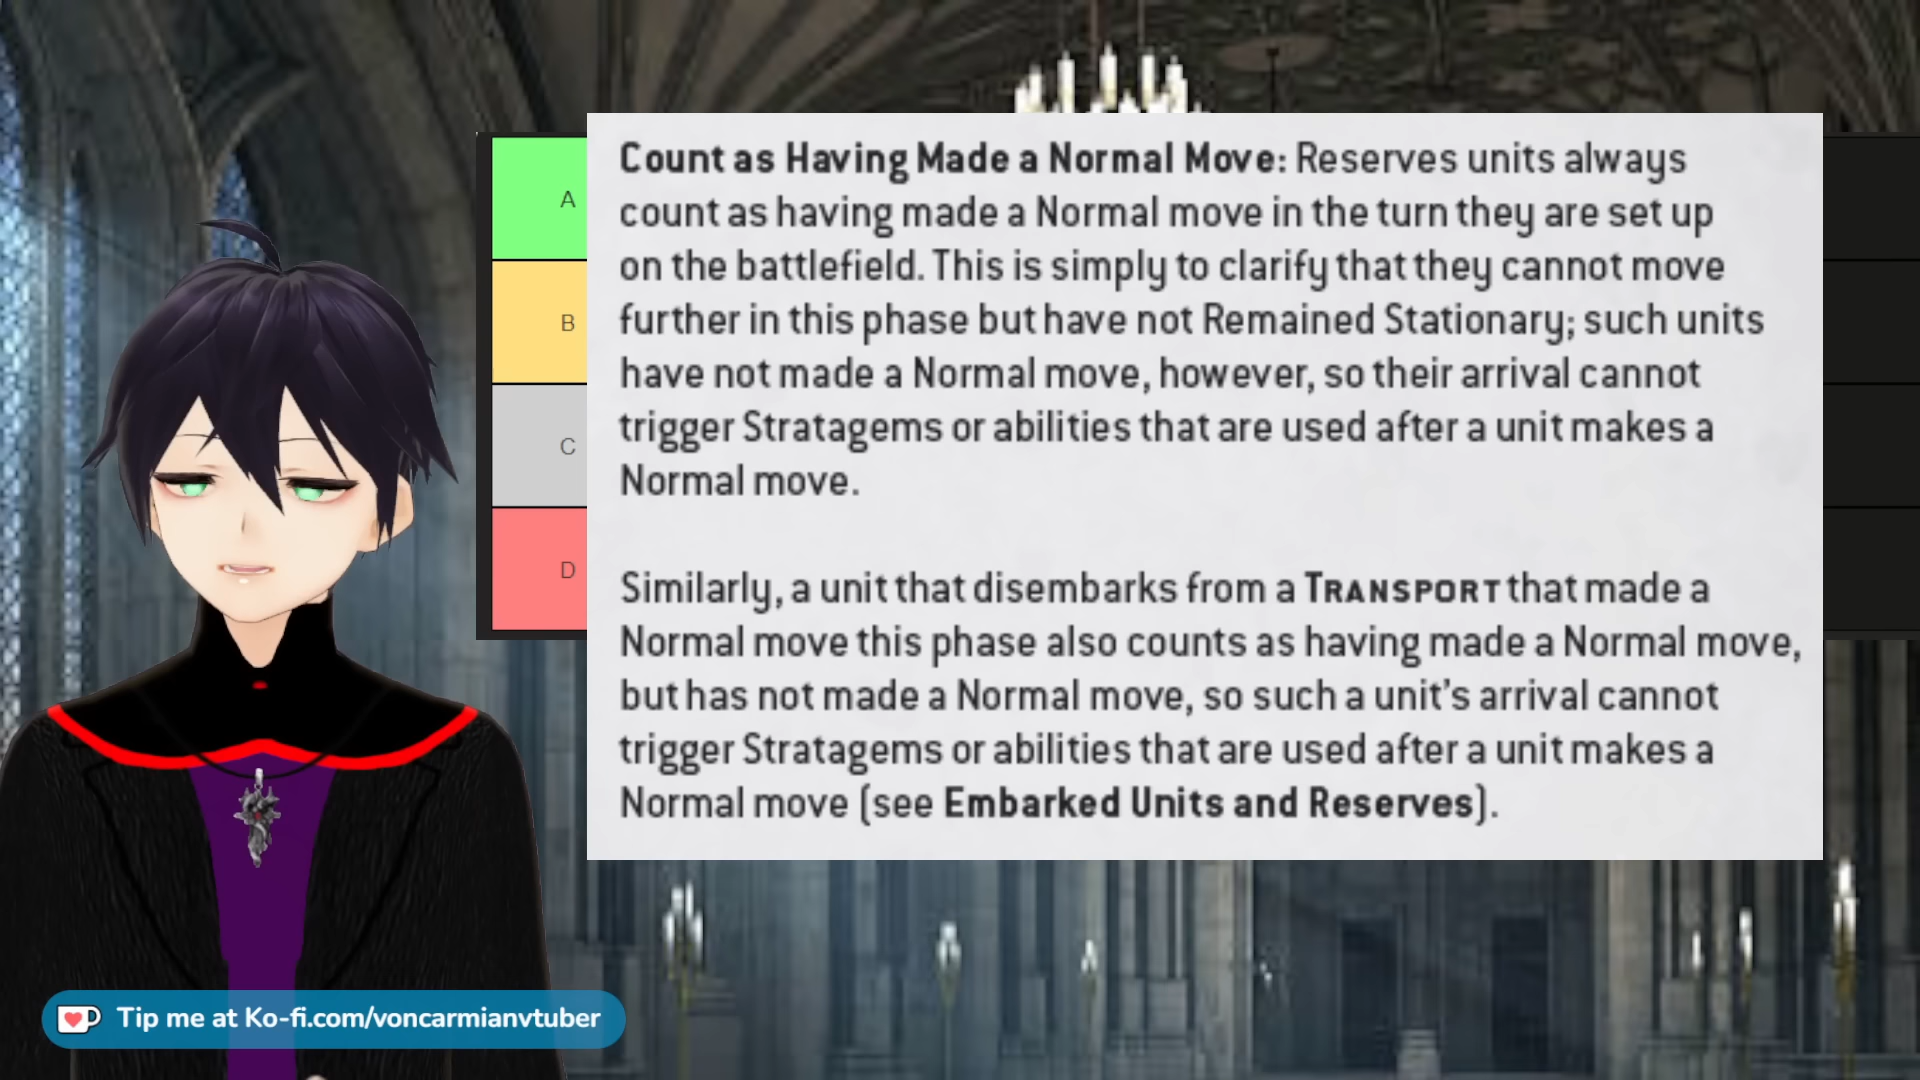 A
B
C
D
Count as Having Made a Normal Move: Reserves units always
count as having made a Normal move in the turn they are set up
on the battlefield. This is simply to clarify that they cannot move
further in this phase but have not Remained Stationary; such units
have not made a Normal move, however, so their arrival cannot
trigger Stratagems or abilities that are used after a unit makes a
Normal move.
Similarly, a unit that disembarks from a TRANSPORT that made a
Normal move this phase also counts as having made a Normal move,
but has not made a Normal move, so such a unit’s arrival cannot
trigger Stratagems or abilities that are used after a unit makes a
Normal move (see Embarked Units and Reserves).
Tip me at Ko-fi.com/voncarmianvtuber